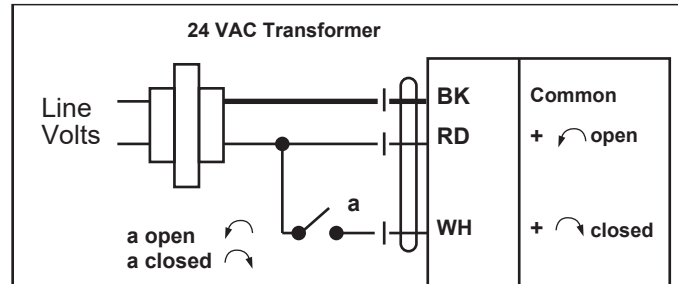 24 VAC Transformer
Line
Volts
BK
Common
RD
+ open
a
WH
+ closed
a open
a closed